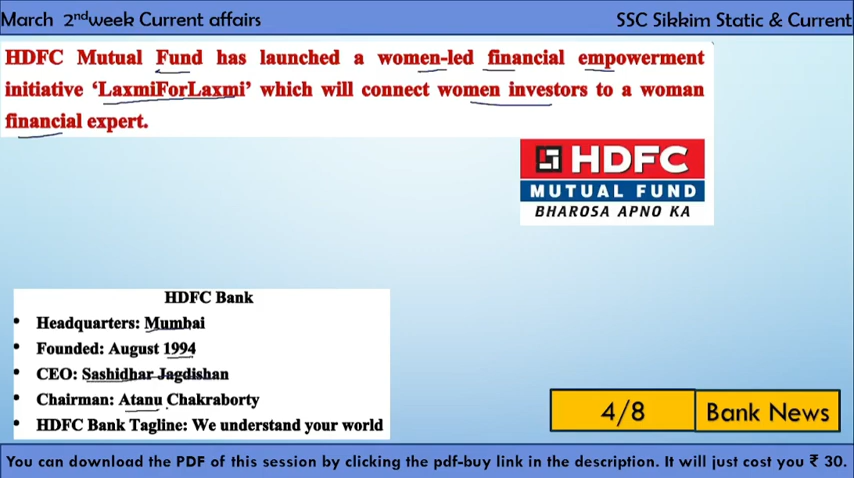 March 2ndweek Current affairs
SSC Sikkim Static & Current
HDFC Mutual Fund has launched a women-led financial empowerment
initiative ‘LaxmiForLaxmi’ which will connect women investors to a woman
financial expert.
HDFC
MUTUAL FUND
BHAROSA APNO KA
HDFC Bank
• Headquarters: Mumbai
• Founded: August 1994
• CEO: Sashidhar Jagdishan
• Chairman: Atanu Chakraborty
• HDFC Bank Tagline: We understand your world
4/8
Bank News
You can download the PDF of this session by clicking the pdf-buy link in the description. It will just cost you ₹ 30.